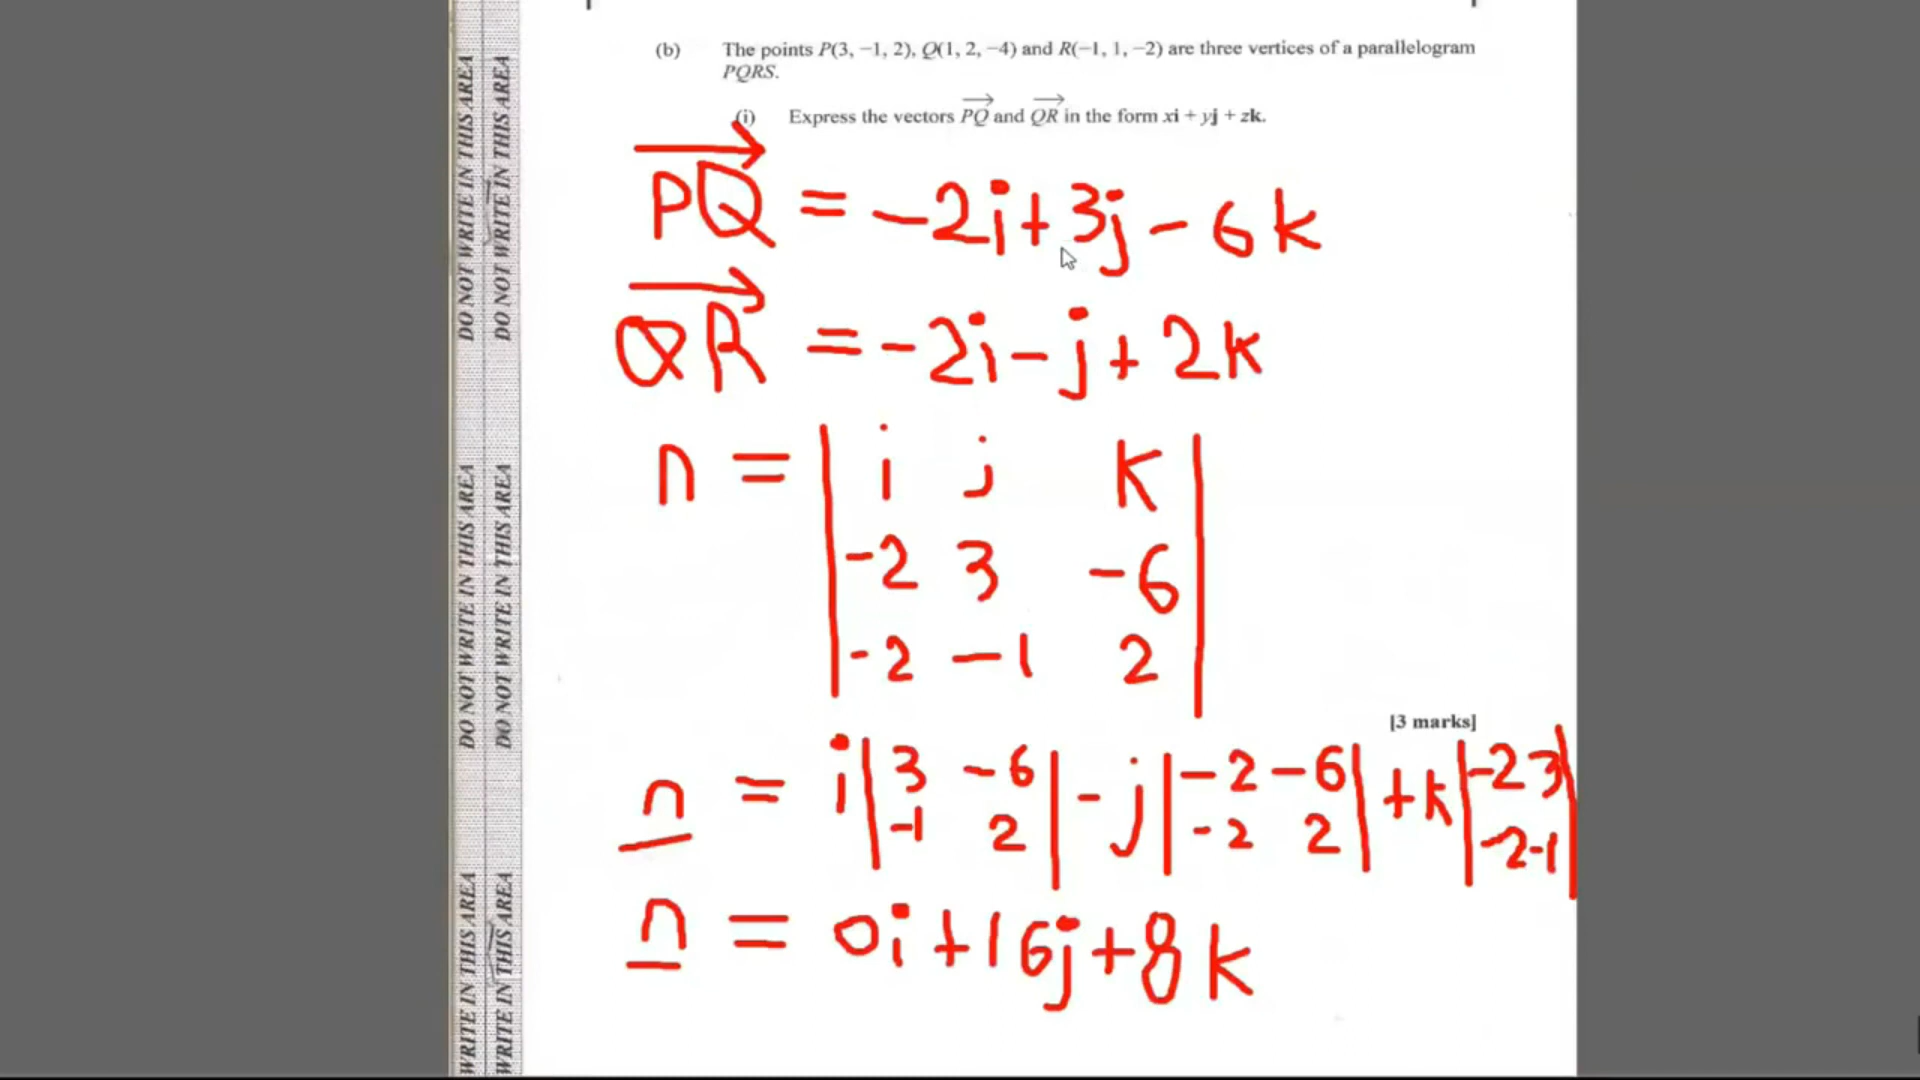 (b) The points P(3, −1, 2), Q(1, 2, −4) and R(−1, 1, −2) are three vertices of a parallelogram
PQRS.
(i) Express the vectors PQ and QR in the form xi + yj + zk.
PQ = -2i+3j-6k
QR = -2i-j+2k
n = | i j k |
| -2 3 -6 |
| -2 -1 2 |
[3 marks]
n = i| 3 -6 | - j| -2 -6 | +k| -2 3 |
| -1 2 | | -2 2 | | -2 -1 |
n = 0i+16j+8k
DO NOT WRITE IN THIS AREA
DO NOT WRITE IN THIS AREA
DO NOT WRITE IN THIS AREA
DO NOT WRITE IN THIS AREA
WRITE IN THIS AREA
WRITE IN THIS AREA